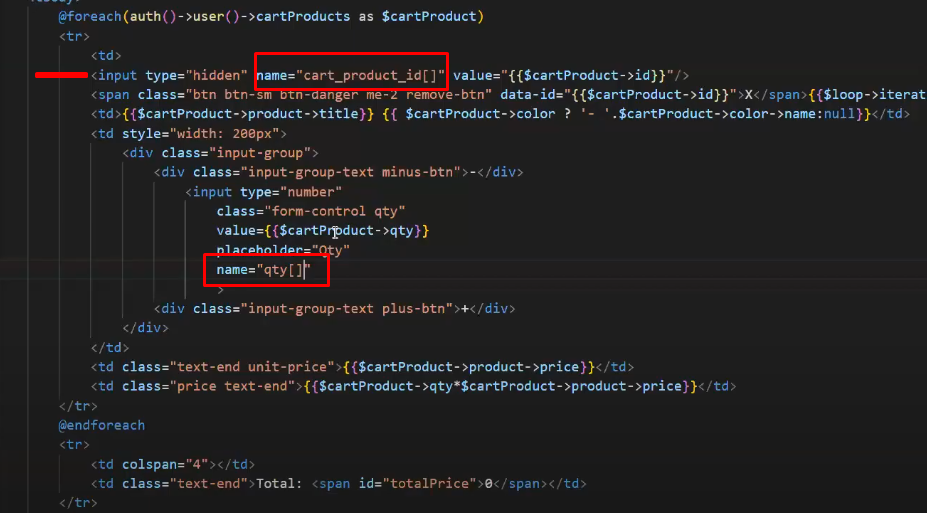 @foreach(auth()->user()->cartProducts as $cartProduct)
<tr>
<td>
<input type="hidden" name="cart_product_id[]" value="{{$cartProduct->id}}"/>
<span class="btn btn-sm btn-danger me-2 remove-btn" data-id="{{$cartProduct->id}}">X</span>{{$loop->iterat
<td>{{$cartProduct->product->title}} {{ $cartProduct->color ? '- '.$cartProduct->color->name:null}}</td>
<td style="width: 200px">
<div class="input-group">
<div class="input-group-text minus-btn">-</div>
<input type="number"
class="form-control qty"
value={{$cartProduct->qty}}
placeholder="Qty"
name="qty[]"
>
<div class="input-group-text plus-btn">+</div>
</div>
</td>
<td class="text-end unit-price">{{$cartProduct->product->price}}</td>
<td class="price text-end">{{$cartProduct->qty*$cartProduct->product->price}}</td>
</tr>
@endforeach
<tr>
<td colspan="4"></td>
<td class="text-end">Total: <span id="totalPrice">0</span></td>
</tr>